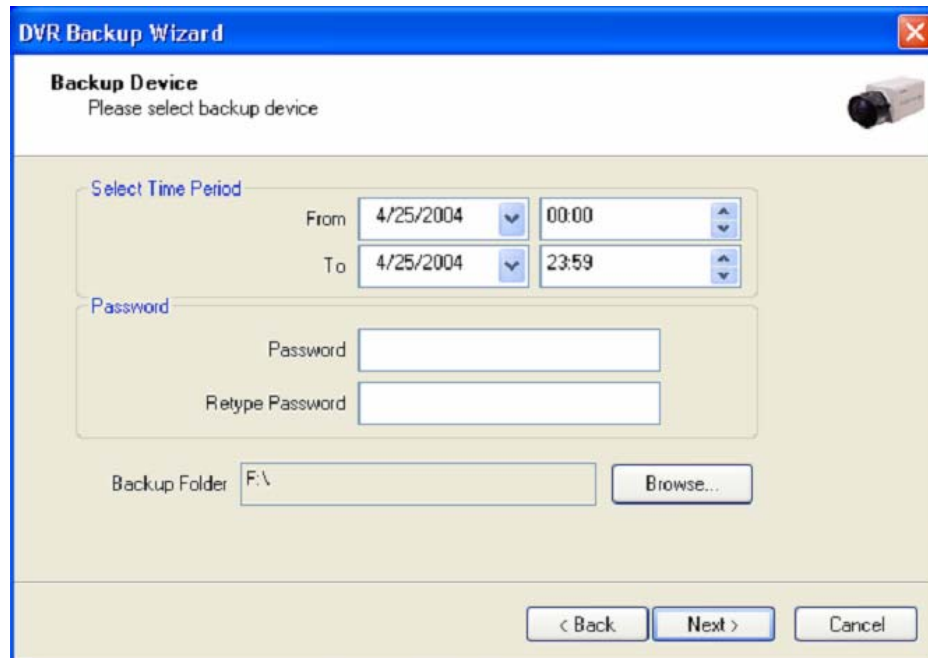 DVR Backup Wizard
Backup Device
Please select backup device
Select Time Period
From 4/25/2004 00:00
To 4/25/2004 23:59
Password
Password
Retype Password
Backup Folder F:\
Browse...
< Back Next > Cancel